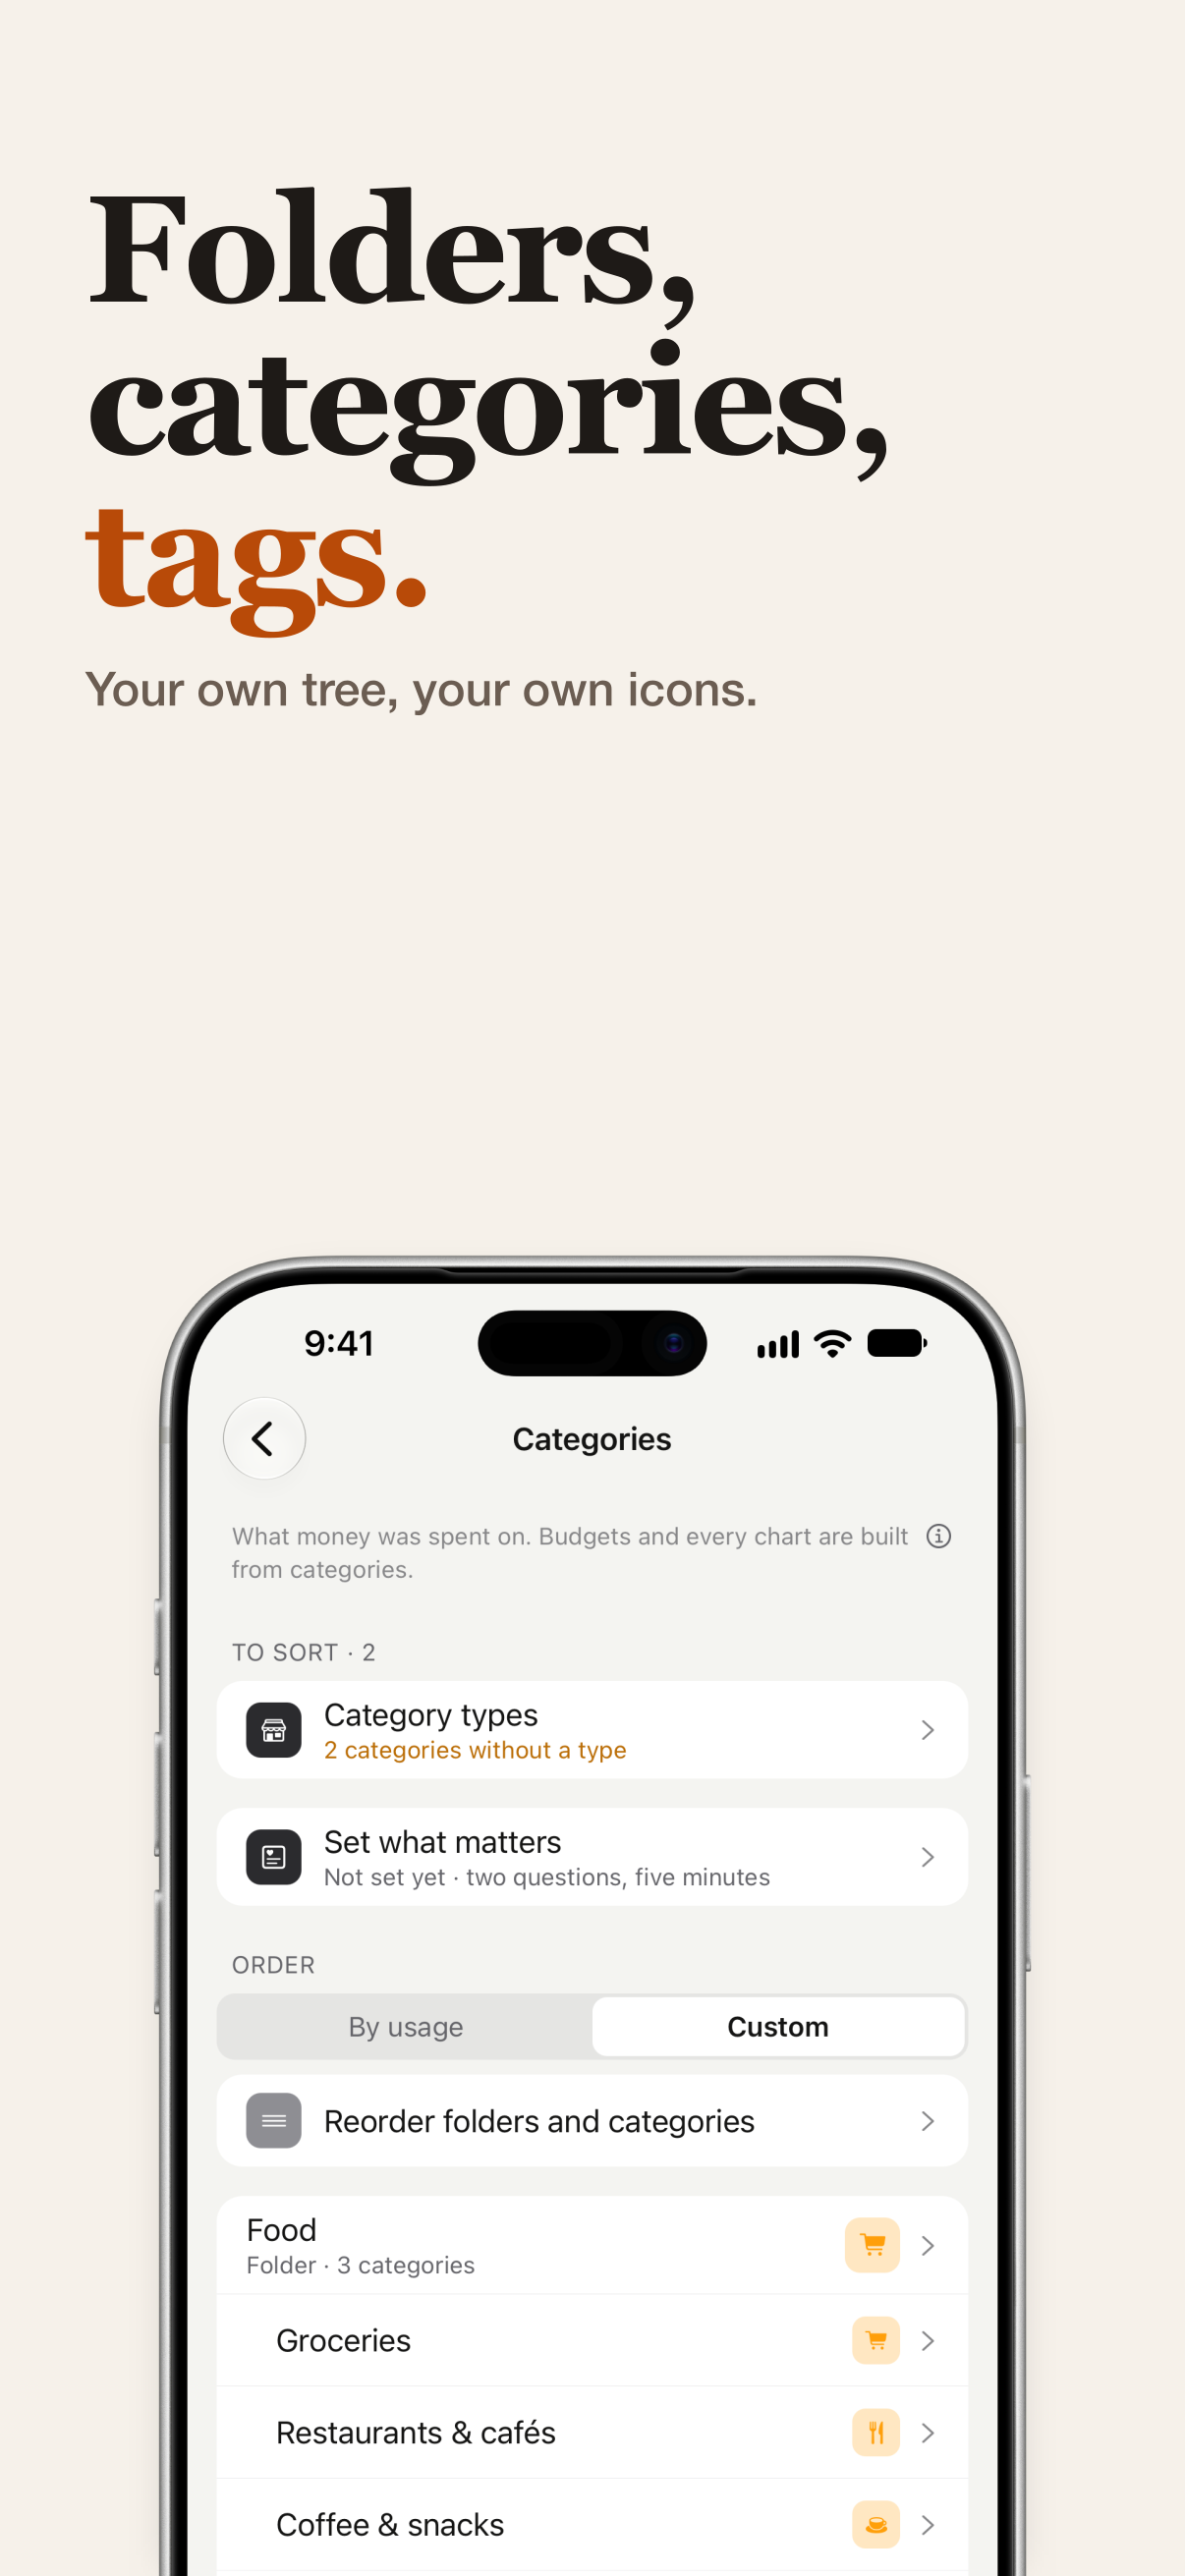 Folders,
categories,
tags.
Your own tree, your own icons.
9:41
Categories
What money was spent on. Budgets and every chart are built
from categories.
TO SORT · 2
Category types
2 categories without a type
Set what matters
Not set yet · two questions, five minutes
ORDER
By usage
Custom
Reorder folders and categories
Food
Folder · 3 categories
Groceries
Restaurants & cafés
Coffee & snacks